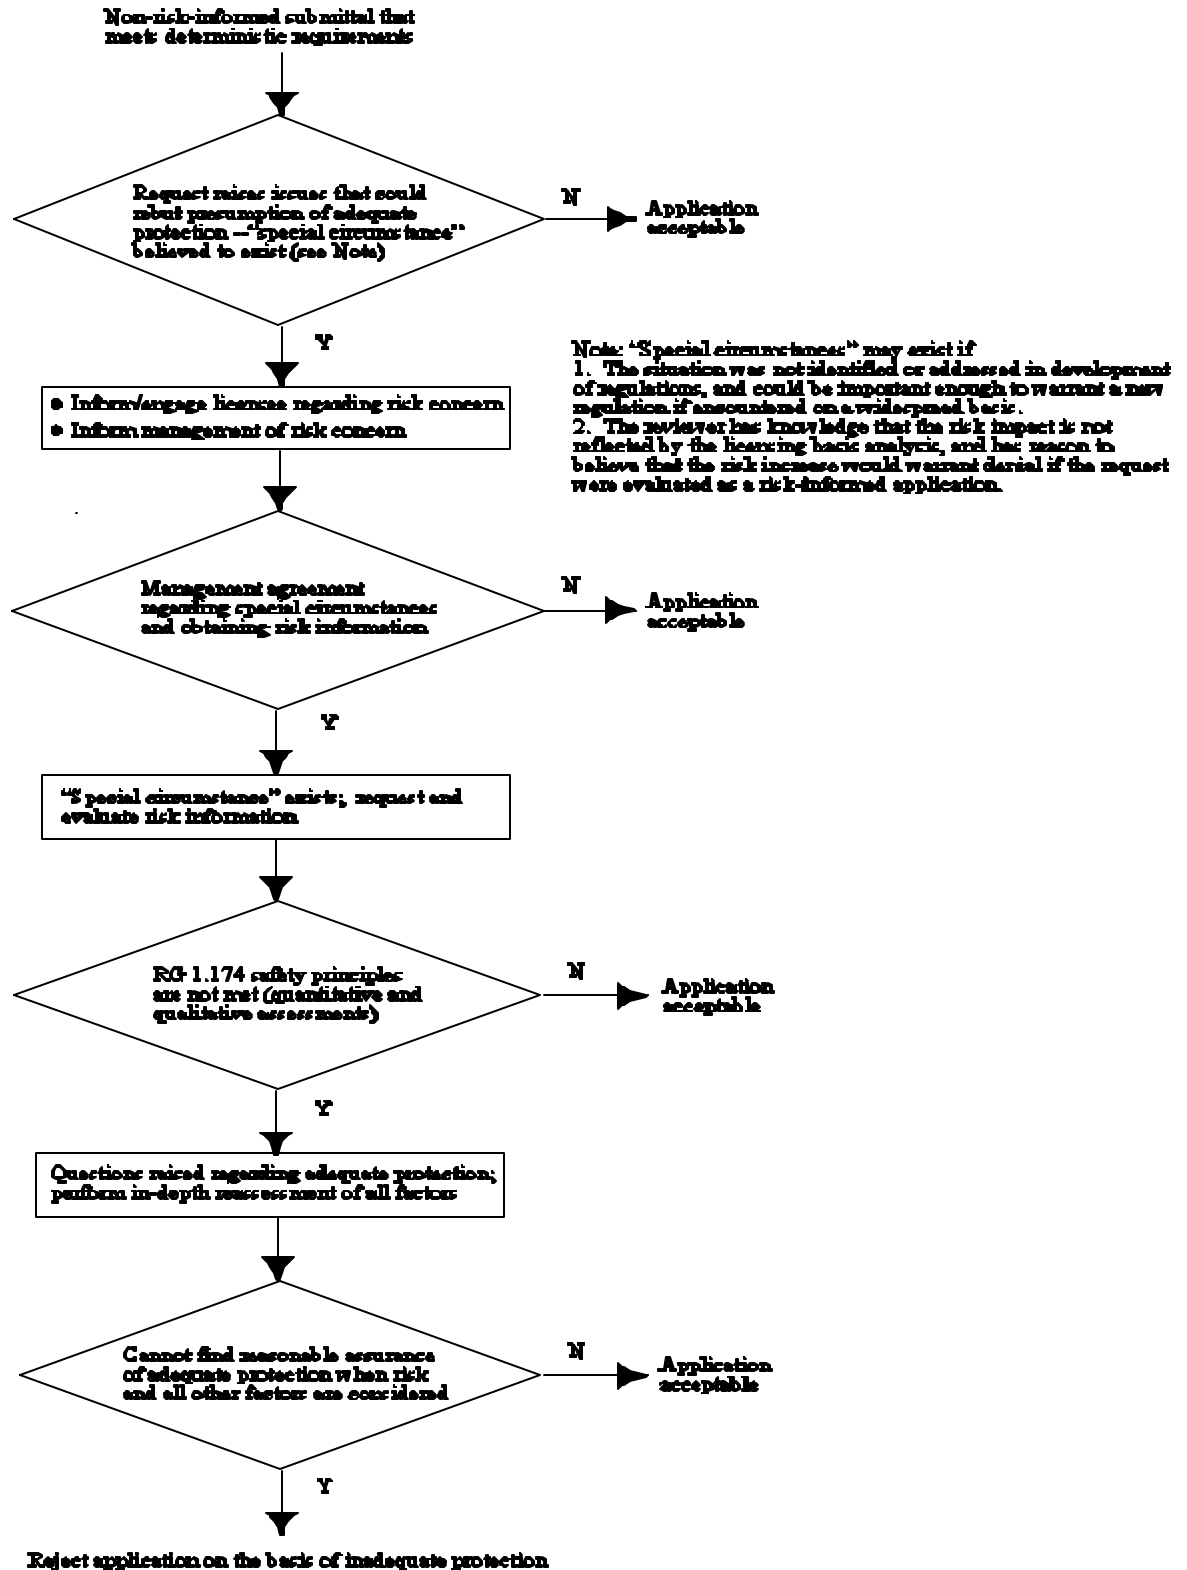 Non-risk-informed submittal that
meets deterministic requirements
Request raises issues that could
rebut presumption of adequate
protection --“special circumstance”
believed to exist (see Note)
N
Application
acceptable
Y
Note: “Special circumstances” may exist if
1. The situation was not identified or addressed in development
of regulations, and could be important enough to warrant a new
regulation if encountered on a widespread basis.
2. The reviewer has knowledge that the risk impact is not
reflected by the licensing basis analysis, and has reason to
believe that the risk increase would warrant denial if the request
were evaluated as a risk-informed application.
• Inform/engage licensee regarding risk concern
• Inform management of risk concern
Management agreement
regarding special circumstances
and obtaining risk information
N
Application
acceptable
Y
“Special circumstance” exists; request and
evaluate risk information
RG 1.174 safety principles
are not met (quantitative and
qualitative assessments)
N
Application
acceptable
Y
Questions raised regarding adequate protection;
perform in-depth reassessment of all factors
Cannot find reasonable assurance
of adequate protection when risk
and all other factors are considered
N
Application
acceptable
Y
Reject application on the basis of inadequate protection